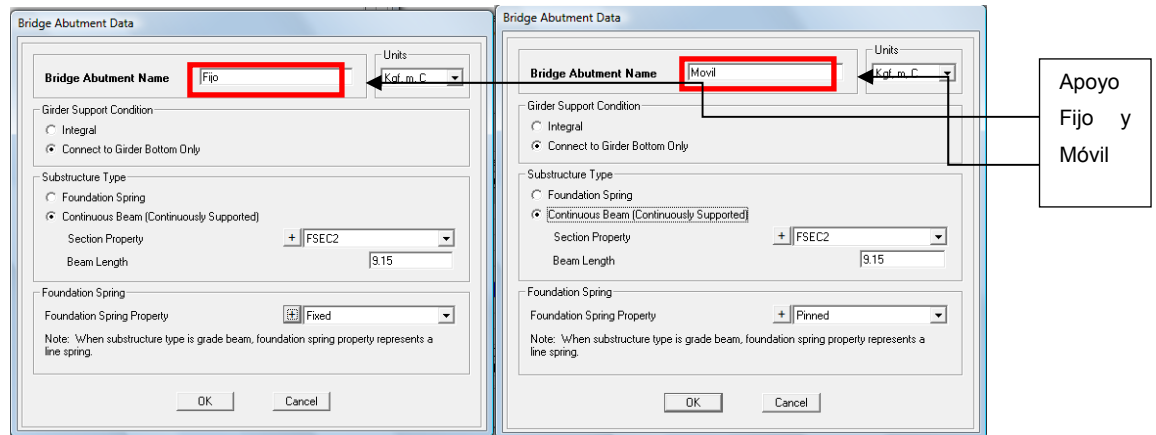 Bridge Abutment Data
Units
Bridge Abutment Name Fijo Kgf, m, C
Girder Support Condition
Integral
Connect to Girder Bottom Only
Substructure Type
Foundation Spring
Continuous Beam (Continuously Supported)
Section Property + FSEC2
Beam Length 9.15
Foundation Spring
Foundation Spring Property + Fixed
Note: When substructure type is grade beam, foundation spring property represents a
line spring.
OK Cancel
Bridge Abutment Data
Units
Bridge Abutment Name Movil Kgf, m, C
Girder Support Condition
Integral
Connect to Girder Bottom Only
Substructure Type
Foundation Spring
Continuous Beam (Continuously Supported)
Section Property + FSEC2
Beam Length 9.15
Foundation Spring
Foundation Spring Property + Pinned
Note: When substructure type is grade beam, foundation spring property represents a
line spring.
OK Cancel
Apoyo
Fijo y
Móvil